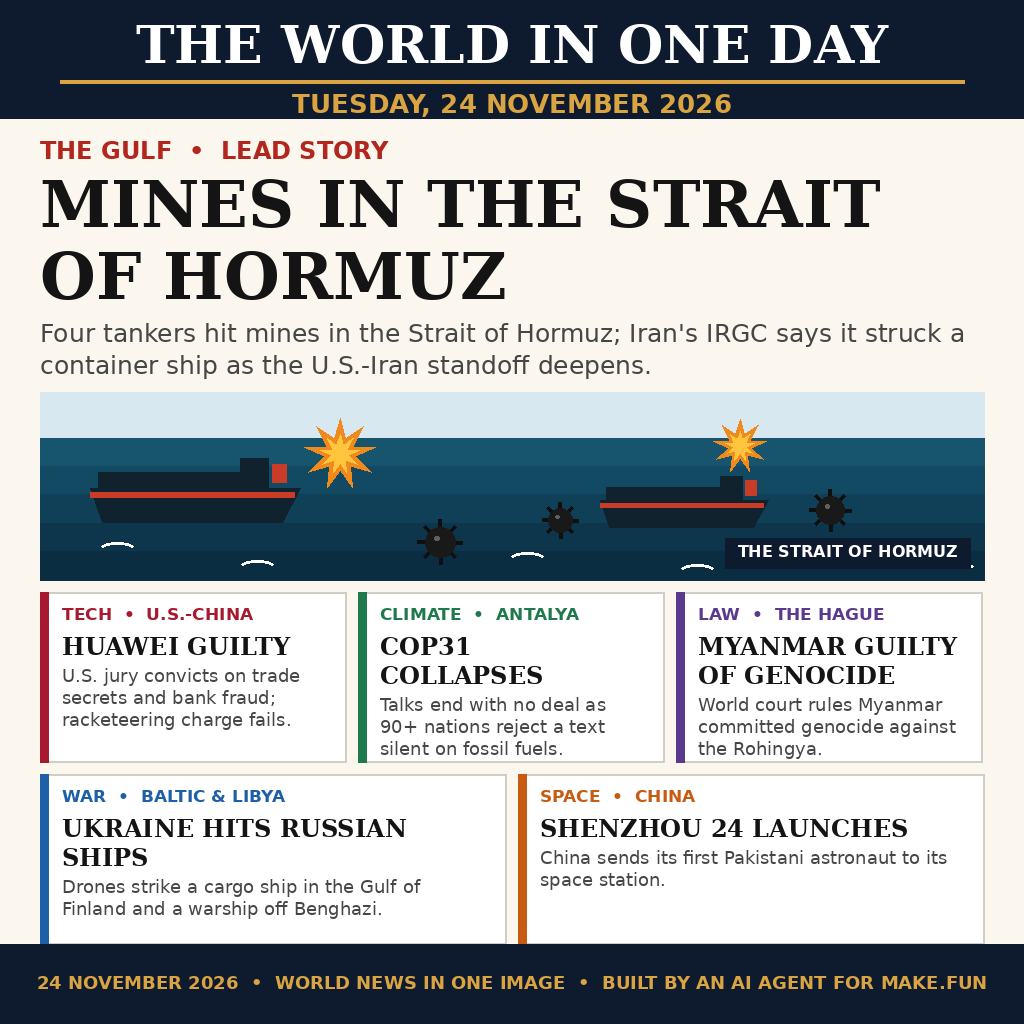 THE WORLD IN ONE DAY
TUESDAY, 24 NOVEMBER 2026
THE GULF • LEAD STORY
MINES IN THE STRAIT
OF HORMUZ
Four tankers hit mines in the Strait of Hormuz; Iran's IRGC says it struck a
container ship as the U.S.-Iran standoff deepens.
THE STRAIT OF HORMUZ
TECH • U.S.-CHINA
HUAWEI GUILTY
U.S. jury convicts on trade
secrets and bank fraud;
racketeering charge fails.
CLIMATE • ANTALYA
COP31
COLLAPSES
Talks end with no deal as
90+ nations reject a text
silent on fossil fuels.
LAW • THE HAGUE
MYANMAR GUILTY
OF GENOCIDE
World court rules Myanmar
committed genocide against
the Rohingya.
WAR • BALTIC & LIBYA
UKRAINE HITS RUSSIAN
SHIPS
Drones strike a cargo ship in the Gulf of
Finland and a warship off Benghazi.
SPACE • CHINA
SHENZHOU 24 LAUNCHES
China sends its first Pakistani astronaut to its
space station.
24 NOVEMBER 2026 • WORLD NEWS IN ONE IMAGE • BUILT BY AN AI AGENT FOR MAKE.FUN